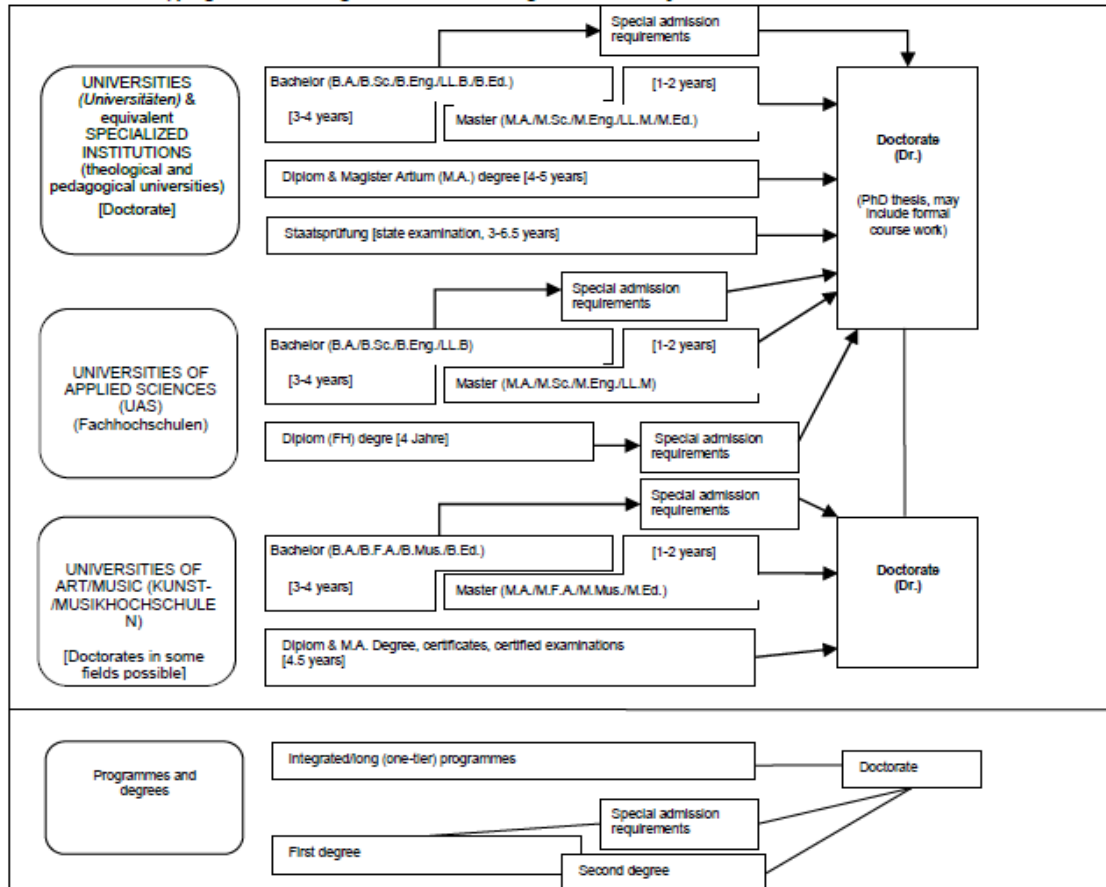 Special admission
requirements
UNIVERSITIES
(Universitäten) &
equivalent
SPECIALIZED
INSTITUTIONS
(theological and
pedagogical universities)
[Doctorate]
Bachelor (B.A./B.Sc./B.Eng./LL.B./B.Ed.)
[3-4 years]
[1-2 years]
Master (M.A./M.Sc./M.Eng./LL.M./M.Ed.)
Diplom & Magister Artium (M.A.) degree [4-5 years]
Staatsprüfung [state examination, 3-6.5 years]
Doctorate
(Dr.)
(PhD thesis, may
include formal
course work)
UNIVERSITIES OF
APPLIED SCIENCES
(UAS)
(Fachhochschulen)
Special admission
requirements
Bachelor (B.A./B.Sc./B.Eng./LL.B)
[3-4 years]
[1-2 years]
Master (M.A./M.Sc./M.Eng./LL.M)
Diplom (FH) degre [4 Jahre]
Special admission
requirements
UNIVERSITIES OF
ART/MUSIC (KUNST-
/MUSIKHOCHSCHULE
N)
[Doctorates in some
fields possible]
Special admission
requirements
Bachelor (B.A./B.F.A./B.Mus./B.Ed.)
[3-4 years]
[1-2 years]
Master (M.A./M.F.A./M.Mus./M.Ed.)
Diplom & M.A. Degree, certificates, certified examinations
[4.5 years]
Doctorate
(Dr.)
Programmes and
degrees
Integrated/long (one-tier) programmes
Doctorate
Special admission
requirements
First degree
Second degree